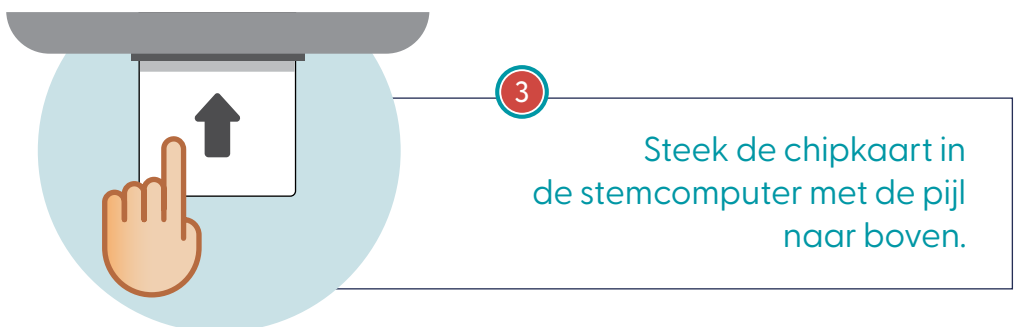 3
Steek de chipkaart in
de stemcomputer met de pijl
naar boven.